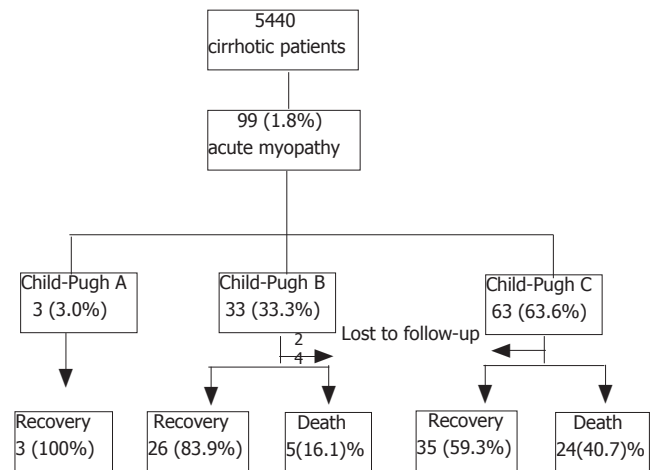 5440
cirrhotic patients
99 (1.8%)
acute myopathy
Child-Pugh A
3 (3.0%)
Child-Pugh B
33 (33.3%)
Child-Pugh C
63 (63.6%)
2
4
Lost to follow-up
Recovery
3 (100%)
Recovery
26 (83.9%)
Death
5(16.1)%
Recovery
35 (59.3%)
Death
24(40.7)%